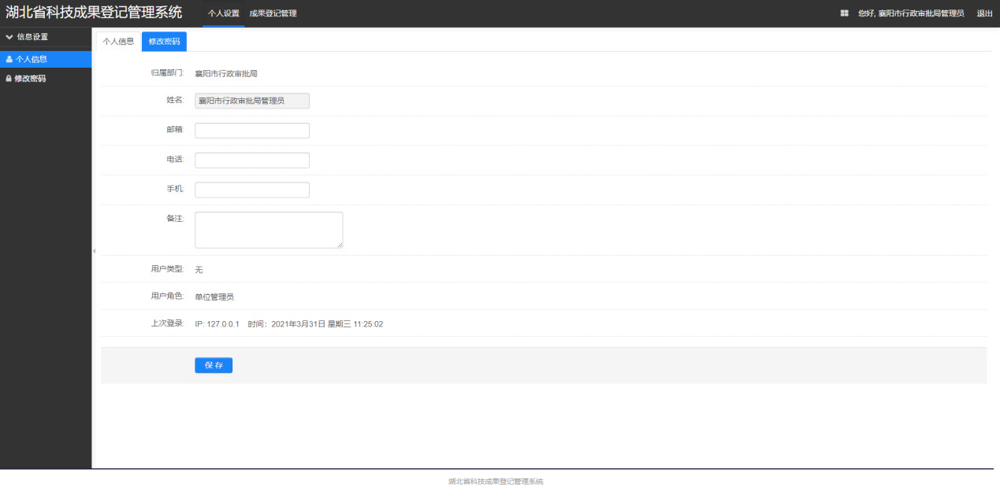 湖北省科技成果登记管理系统 个人设置 成果登记管理 您好, 襄阳市行政审批局管理员 退出
信息设置
个人信息
修改密码
个人信息 修改密码
归属部门: 襄阳市行政审批局
姓名: 襄阳市行政审批局管理员
邮箱:
电话:
手机:
备注:
用户类型: 无
用户角色: 单位管理员
上次登录: IP: 127.0.0.1 时间：2021年3月31日 星期三 11:25:02
保 存
湖北省科技成果登记管理系统